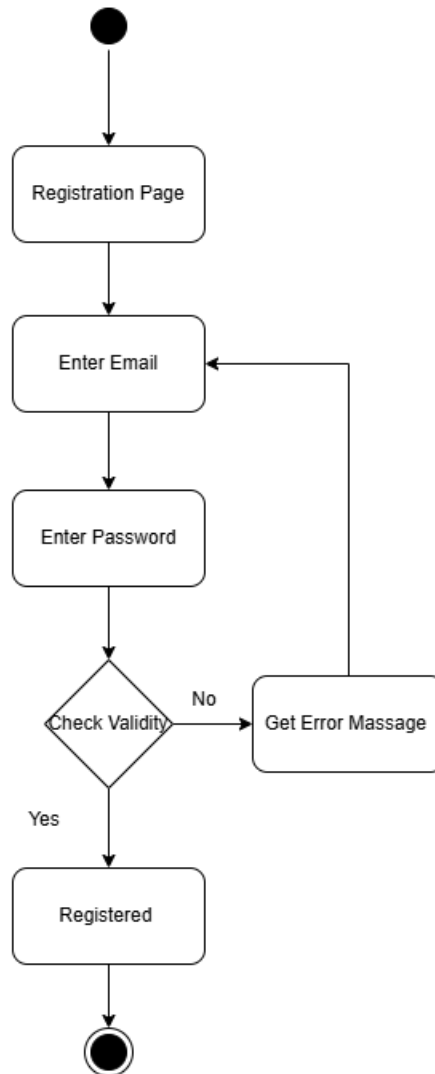 Registration Page
Enter Email
Enter Password
Check Validity
No
Get Error Massage
Yes
Registered